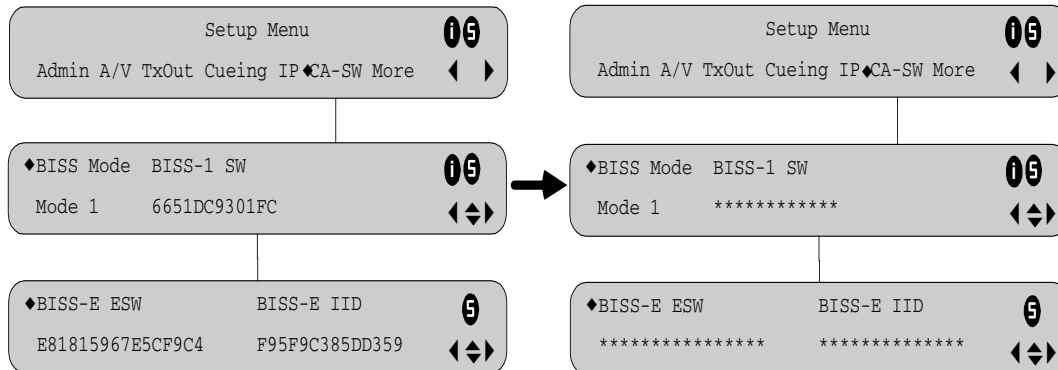 Setup Menu
Admin A/V TxOut Cueing IP♦CA-SW More
♦BISS Mode BISS-1 SW
Mode 1 6651DC9301FC
♦BISS-E ESW BISS-E IID
E81815967E5CF9C4 F95F9C385DD359
Setup Menu
Admin A/V TxOut Cueing IP♦CA-SW More
♦BISS Mode BISS-1 SW
Mode 1 ************
♦BISS-E ESW BISS-E IID
**************** **************